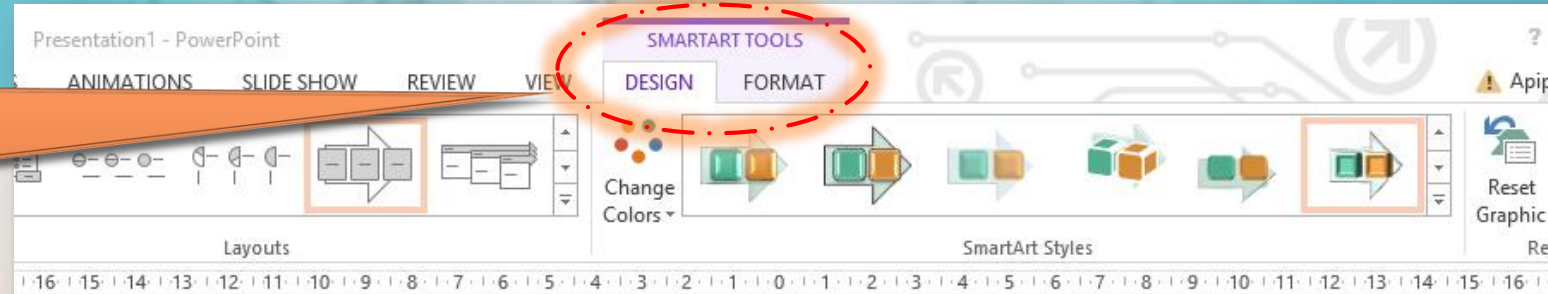 Presentation1 - PowerPoint SMARTART TOOLS ?
ANIMATIONS SLIDE SHOW REVIEW VIEW DESIGN FORMAT
Change
Colors
Reset
Graphic
Layouts SmartArt Styles
16 15 14 13 12 11 10 9 8 7 6 5 4 3 2 1 0 1 2 3 4 5 6 7 8 9 10 11 12 13 14 15 16